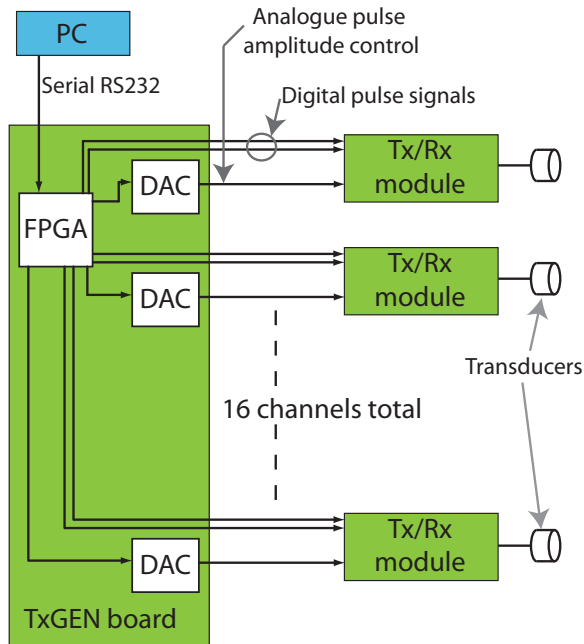 PC
Analogue pulse
amplitude control
Serial RS232
Digital pulse signals
DAC
Tx/Rx
module
FPGA
DAC
Tx/Rx
module
Transducers
16 channels total
DAC
Tx/Rx
module
TxGEN board